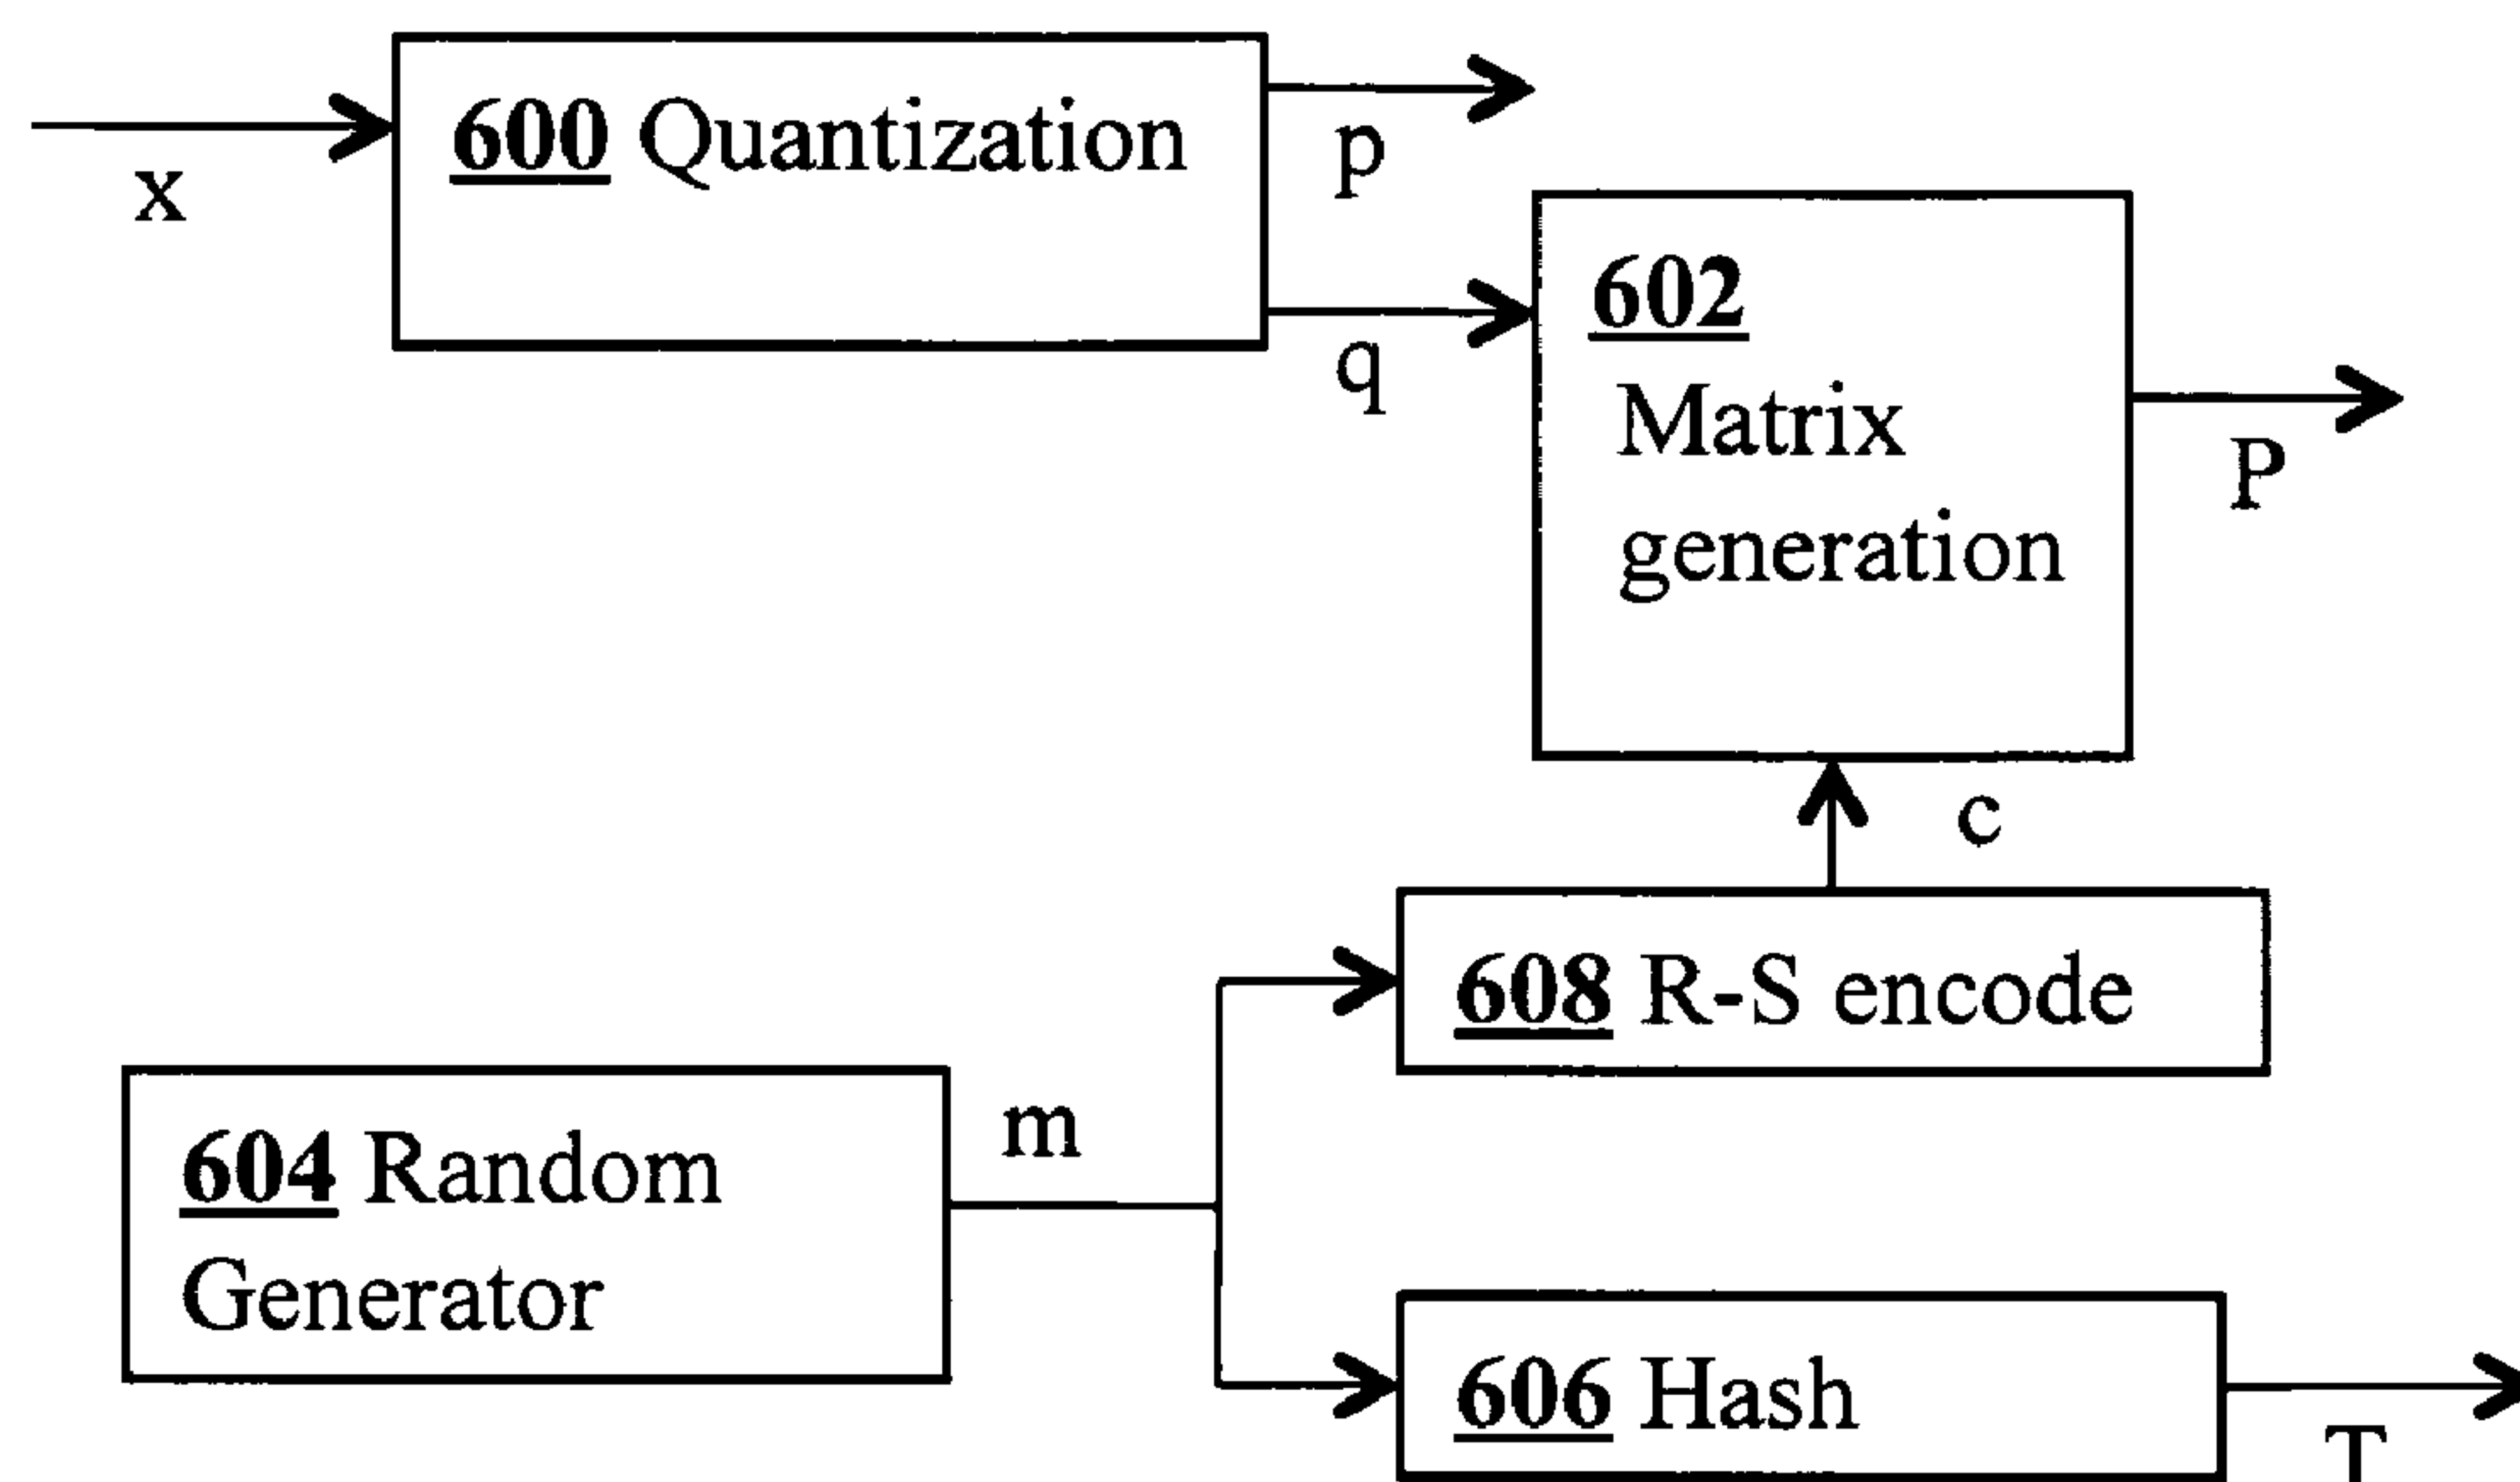 600 Quantization
x
p
q
602
Matrix
generation
P
c
608 R-S encode
604 Random
Generator
m
606 Hash
T